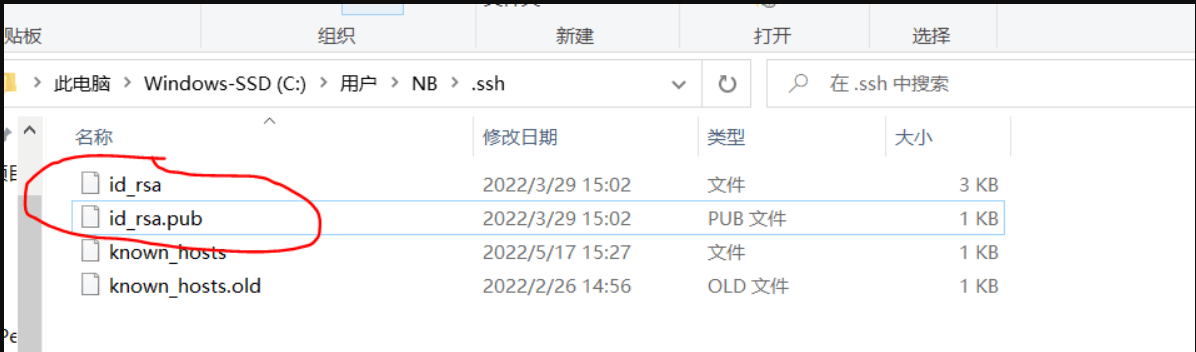 贴板 组织 新建 打开 选择
此电脑 Windows-SSD (C:) 用户 NB .ssh 在 .ssh 中搜索
名称 修改日期 类型 大小
id_rsa 2022/3/29 15:02 文件 3 KB
id_rsa.pub 2022/3/29 15:02 PUB 文件 1 KB
known_hosts 2022/5/17 15:27 文件 1 KB
known_hosts.old 2022/2/26 14:56 OLD 文件 1 KB